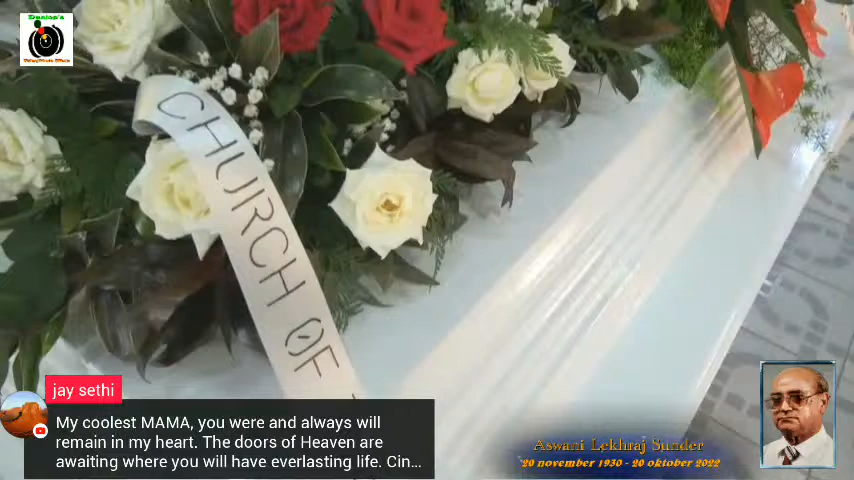 CHURCH OF
jay sethi
My coolest MAMA, you were and always will
remain in my heart. The doors of Heaven are
awaiting where you will have everlasting life. Cin...
Aswani Lekhraj Sunder
20 november 1930 - 20 oktober 2022